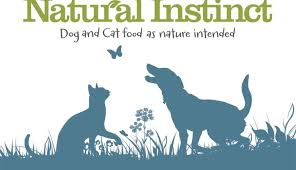 Natural Instinct
Dog and Cat food as nature intended